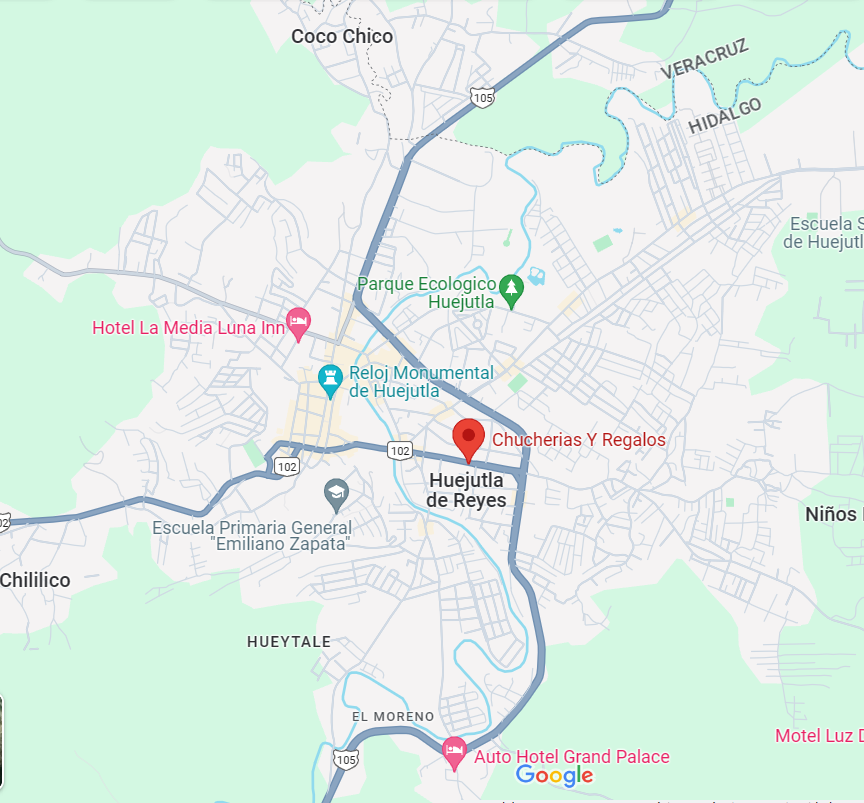 Coco Chico
VERACRUZ
105
HIDALGO
Escuela S
de Huejutl
Parque Ecologico
Huejutla
Hotel La Media Luna Inn
Reloj Monumental
de Huejutla
Chucherias Y Regalos
102
102
Huejutla
de Reyes
Niños
02
Escuela Primaria General
"Emiliano Zapata"
Chililico
HUEYTALE
EL MORENO
Motel Luz D
105
Auto Hotel Grand Palace
Google